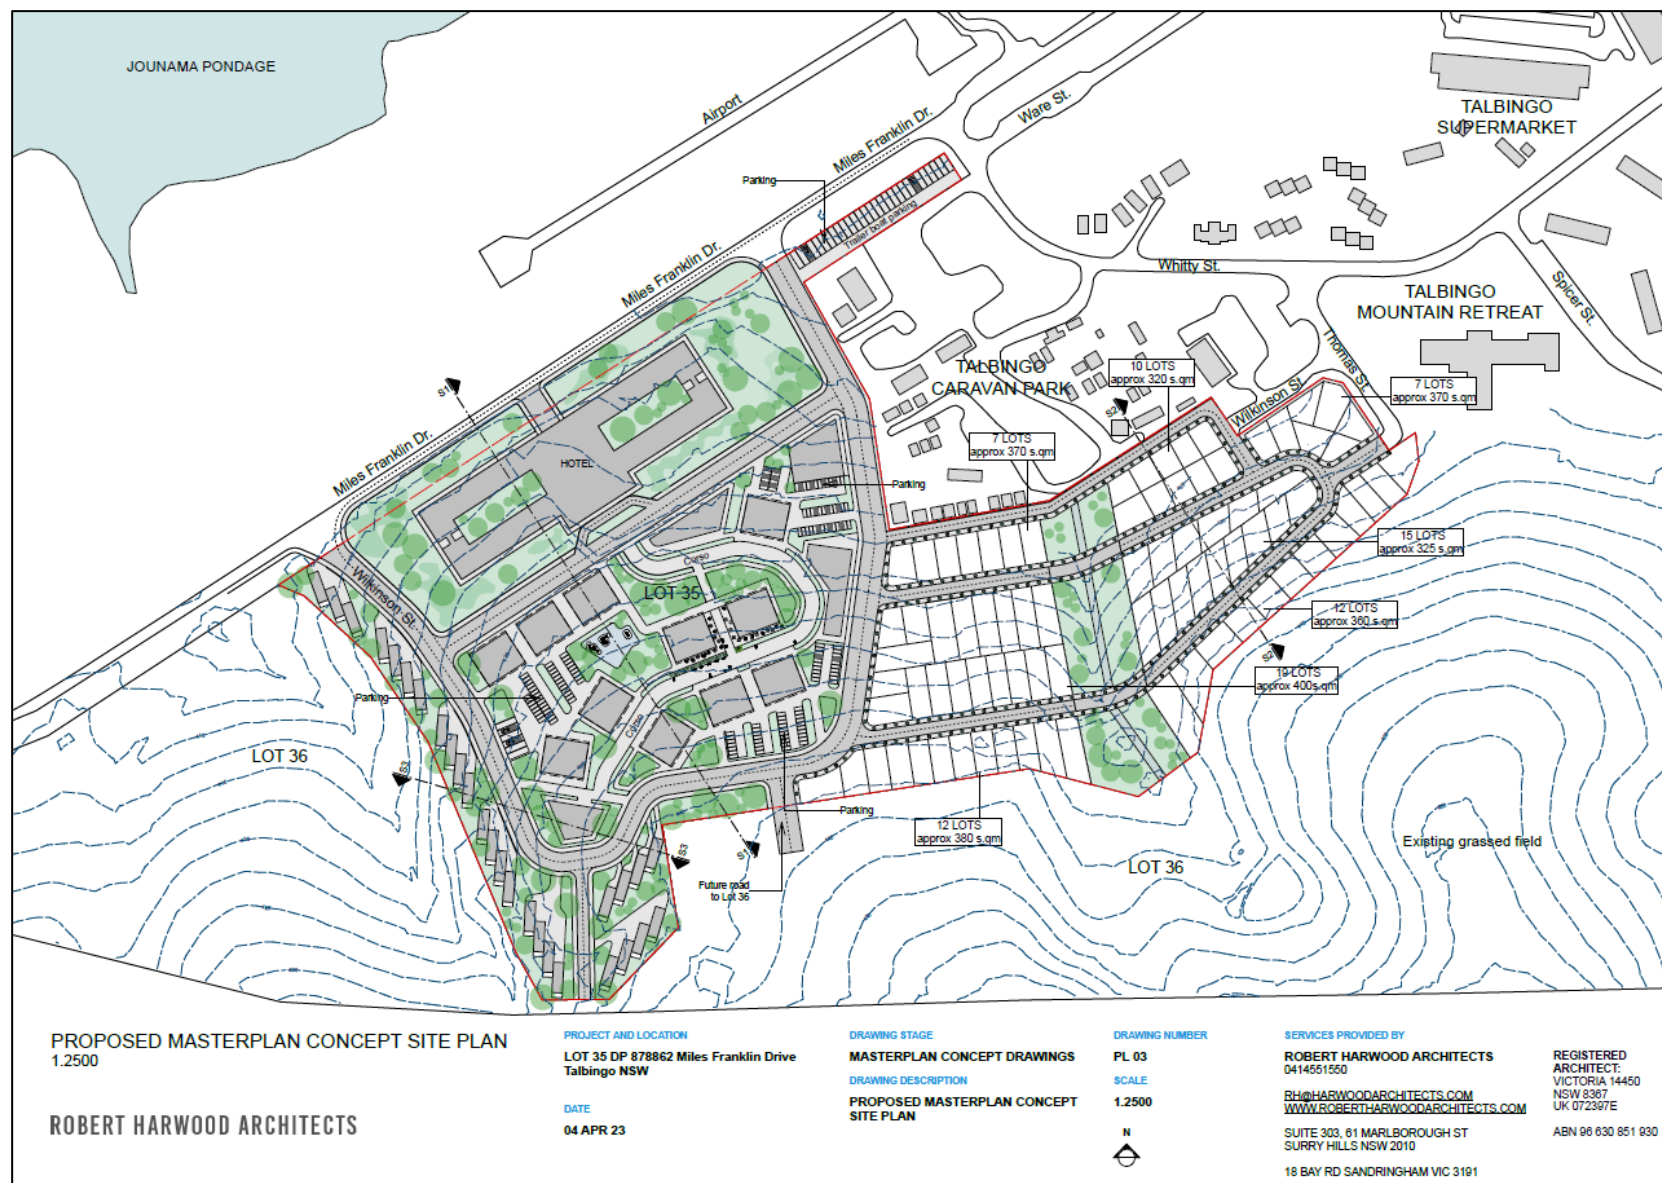 JOUNAMA PONDAGE
Airport
Miles Franklin Dr.
Ware St.
TALBINGO
SUPERMARKET
Parking
Trailer boat parking
Miles Franklin Dr.
Whitty St.
Spicer St.
TALBINGO
MOUNTAIN RETREAT
Thomas St.
TALBINGO
CARAVAN PARK
10 LOTS
approx 320 s.qm
7 LOTS
approx 370 s.qm
S1
S2
Wilkinson St.
Miles Franklin Dr.
HOTEL
7 LOTS
approx 370 s.qm
Parking
15 LOTS
approx 325 s.qm
Corso
Wilkinson St.
LOT 35
12 LOTS
approx 360 s.qm
S2
19 LOTS
approx 400s.qm
Parking
Corso
LOT 36
S3
Parking
12 LOTS
approx 380 s.qm
S3
S1
Existing grassed field
LOT 36
Future road
to Lot 36
PROPOSED MASTERPLAN CONCEPT SITE PLAN
1.2500
ROBERT HARWOOD ARCHITECTS
PROJECT AND LOCATION
LOT 35 DP 878862 Miles Franklin Drive
Talbingo NSW
DATE
04 APR 23
DRAWING STAGE
MASTERPLAN CONCEPT DRAWINGS
DRAWING DESCRIPTION
PROPOSED MASTERPLAN CONCEPT
SITE PLAN
DRAWING NUMBER
PL 03
SCALE
1.2500
N
SERVICES PROVIDED BY
ROBERT HARWOOD ARCHITECTS
0414551550
RH@HARWOODARCHITECTS.COM
WWW.ROBERTHARWOODARCHITECTS.COM
SUITE 303, 61 MARLBOROUGH ST
SURRY HILLS NSW 2010
18 BAY RD SANDRINGHAM VIC 3191
REGISTERED
ARCHITECT:
VICTORIA 14450
NSW 8367
UK 072397E
ABN 96 630 851 930